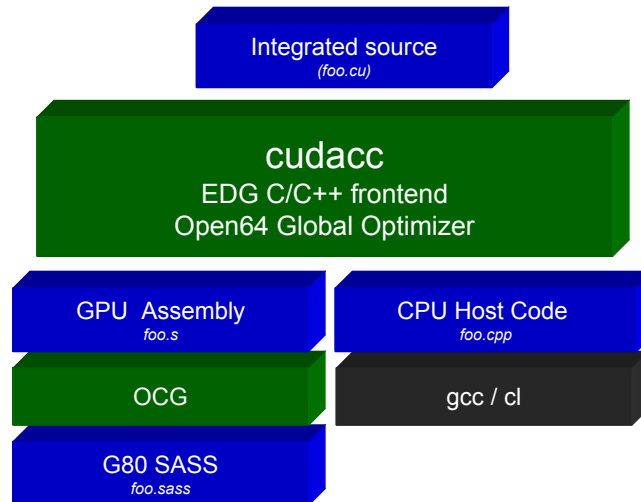 Integrated source
(foo.cu)
cudacc
EDG C/C++ frontend
Open64 Global Optimizer
GPU Assembly
foo.s
CPU Host Code
foo.cpp
OCG
gcc / cl
G80 SASS
foo.sass